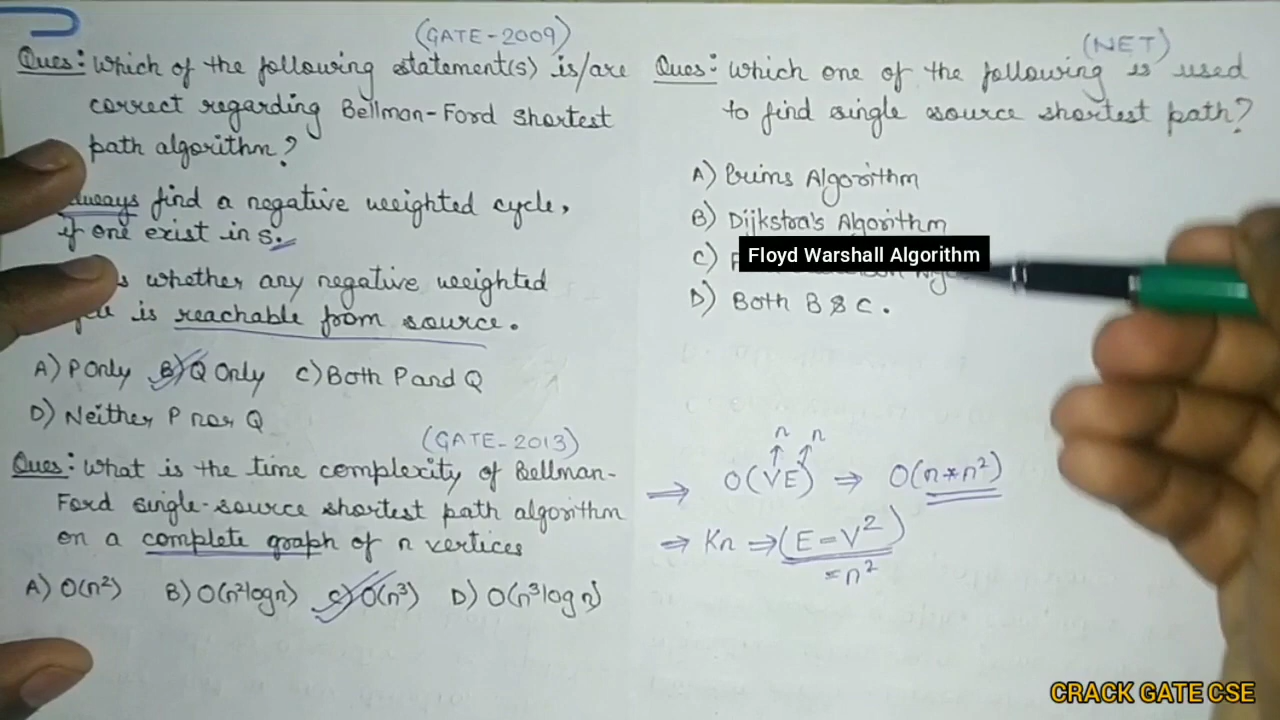 (GATE-2009)
Ques: Which of the following statement(s) is/are
correct regarding Bellman-Ford shortest
path algorithm?
always find a negative weighted cycle,
if one exist in s.
whether any negative weighted
is reachable from source.
A) P Only B) Q Only C) Both P and Q
D) Neither P nor Q
(GATE-2013)
Ques: What is the time complexity of Bellman-
Ford single-source shortest path algorithm
on a complete graph of n vertices
A) O(n²) B) O(n²logn) C) O(n³) D) O(n³logn)
(NET)
Ques: Which one of the following is used
to find single source shortest path?
A) Prims Algorithm
B) Dijkstra's Algorithm
C)
Floyd Warshall Algorithm
D) Both B & C.
n n
⇒ O(VE) ⇒ O(n*n²)
⇒ Kn ⇒ (E = V²)
= n²
CRACK GATE CSE